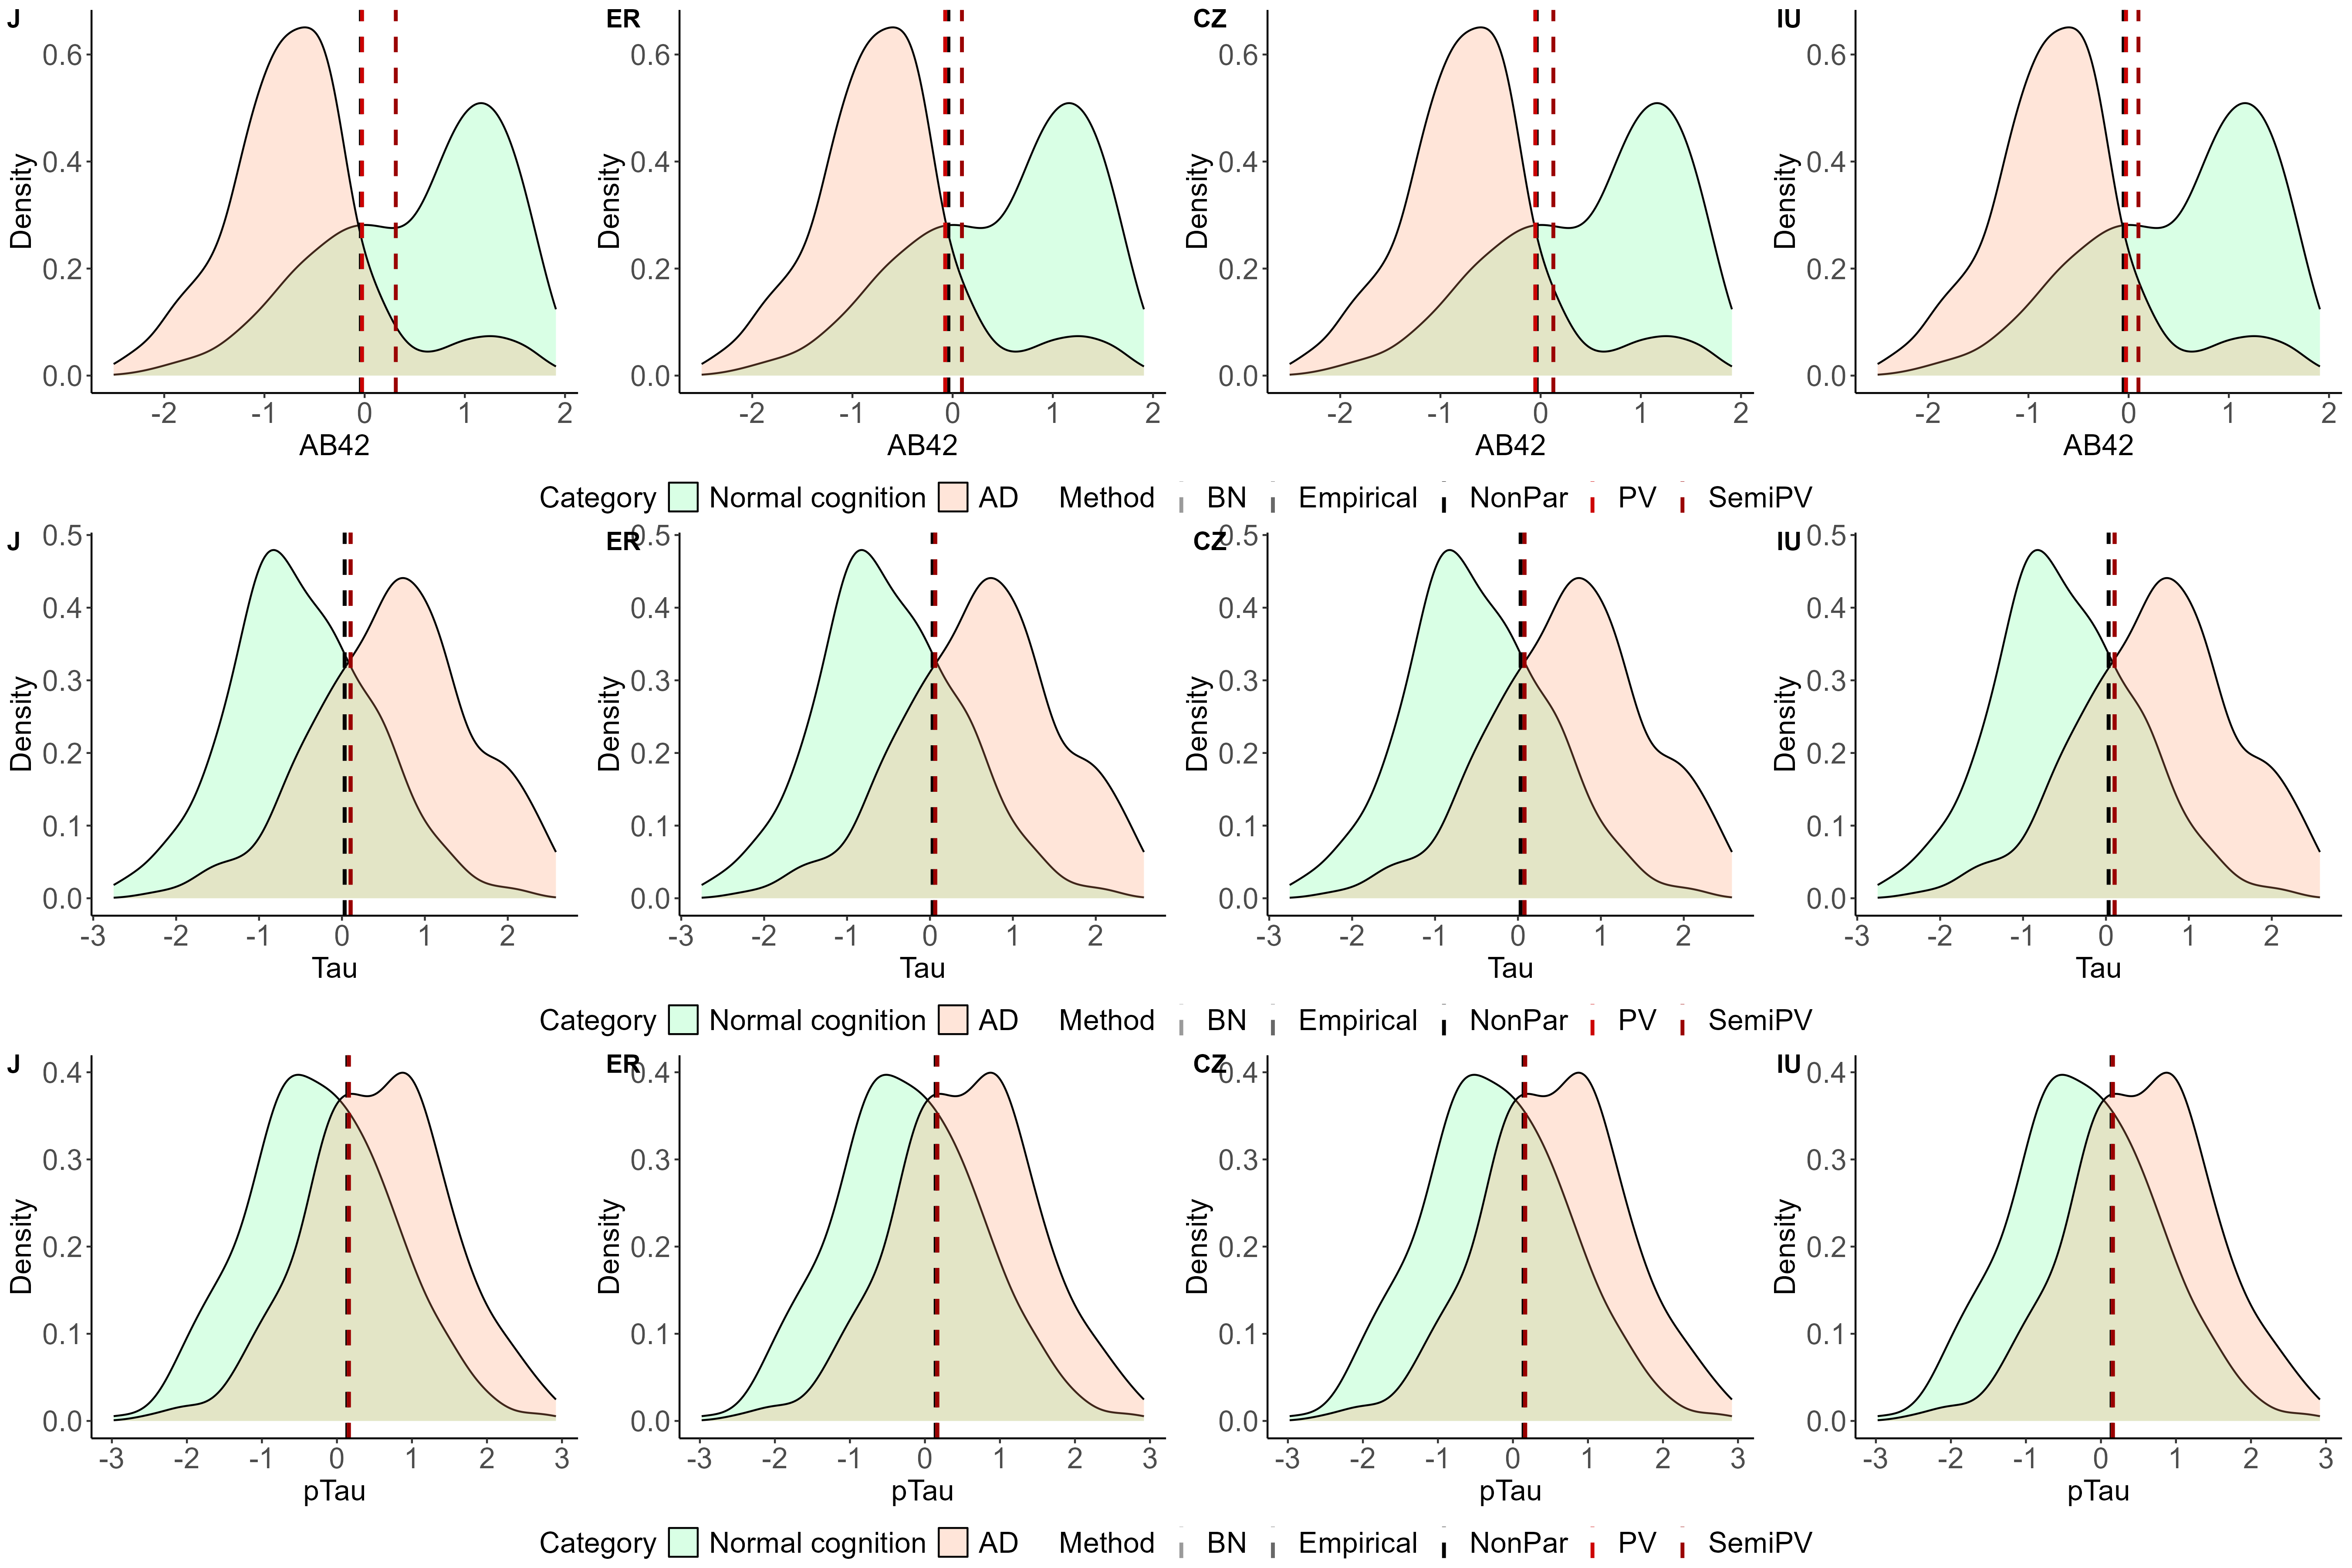 J ER CZ IU
0.6 0.6 0.6 0.6
0.4 0.4 0.4 0.4
Density Density Density Density
0.2 0.2 0.2 0.2
0.0 0.0 0.0 0.0
-2 -1 0 1 2 -2 -1 0 1 2 -2 -1 0 1 2 -2 -1 0 1 2
AB42 AB42 AB42 AB42
Category Normal cognition AD Method BN Empirical NonPar PV SemiPV
J ER CZ IU
0.5 0.5 0.5 0.5
0.4 0.4 0.4 0.4
0.3 0.3 0.3 0.3
Density Density Density Density
0.2 0.2 0.2 0.2
0.1 0.1 0.1 0.1
0.0 0.0 0.0 0.0
-3 -2 -1 0 1 2 -3 -2 -1 0 1 2 -3 -2 -1 0 1 2 -3 -2 -1 0 1 2
Tau Tau Tau Tau
Category Normal cognition AD Method BN Empirical NonPar PV SemiPV
J ER CZ IU
0.4 0.4 0.4 0.4
0.3 0.3 0.3 0.3
Density Density Density Density
0.2 0.2 0.2 0.2
0.1 0.1 0.1 0.1
0.0 0.0 0.0 0.0
-3 -2 -1 0 1 2 3 -3 -2 -1 0 1 2 3 -3 -2 -1 0 1 2 3 -3 -2 -1 0 1 2 3
pTau pTau pTau pTau
Category Normal cognition AD Method BN Empirical NonPar PV SemiPV